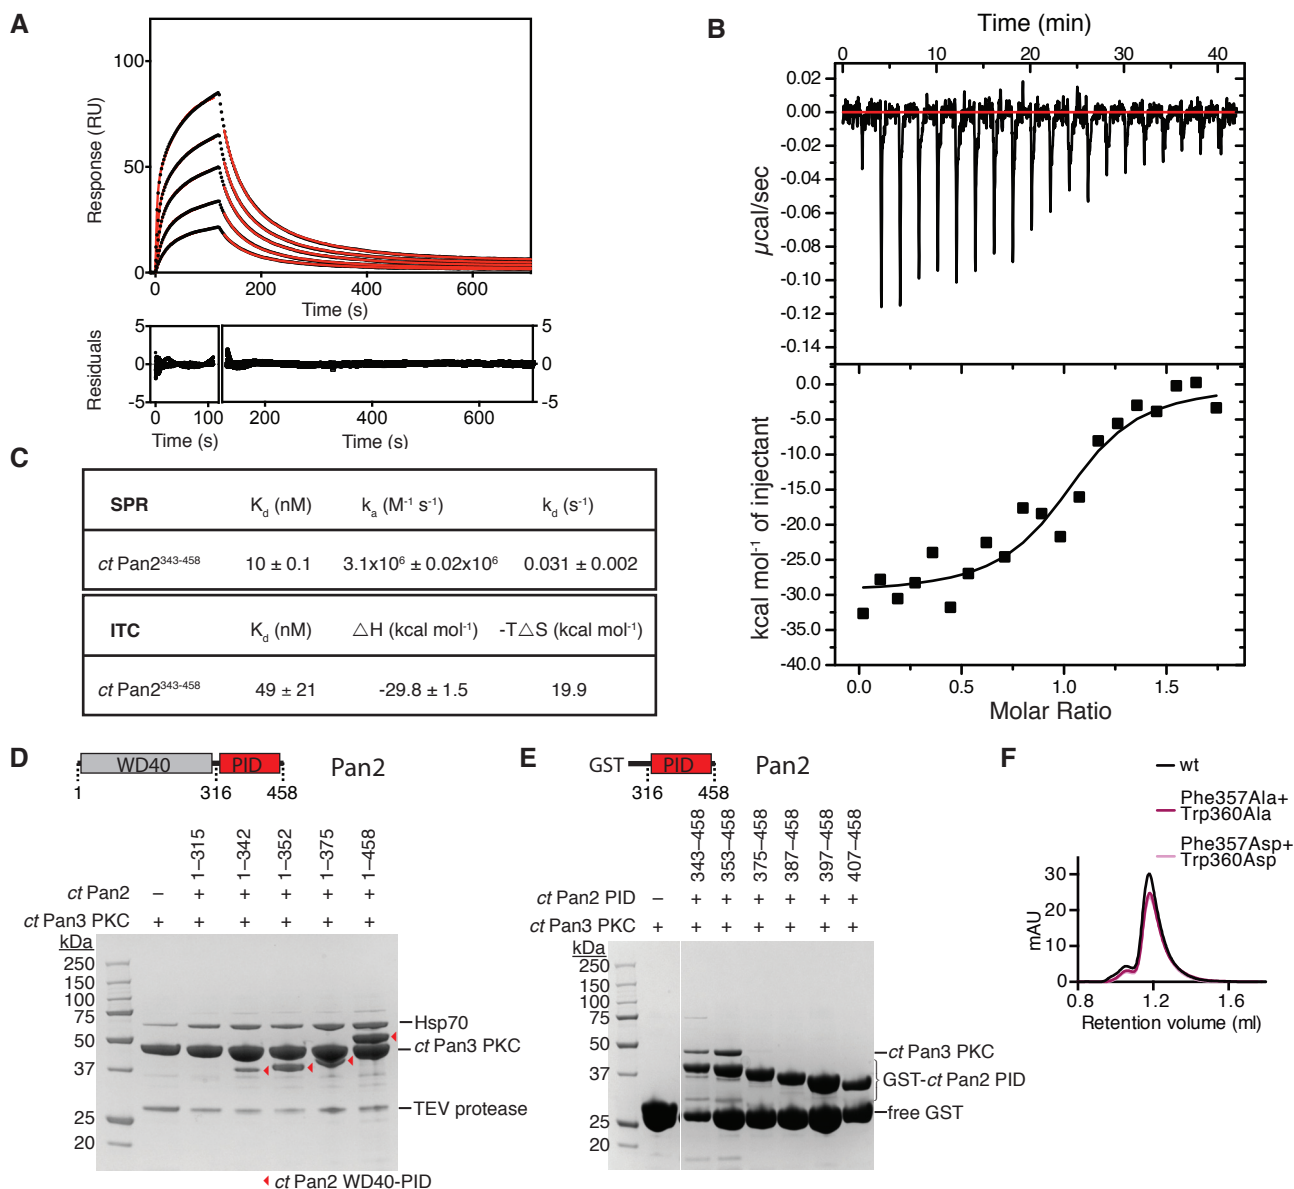 A
Response (RU)
100
50
0
0 200 400 600
Time (s)
Residuals
5
0
-5
5
0
-5
0 100 200 400 600
Time (s) Time (s)
B
Time (min)
0 10 20 30 40
µcal/sec
0.02
0.00
-0.02
-0.04
-0.06
-0.08
-0.10
-0.12
-0.14
kcal mol-1 of injectant
0.0
-5.0
-10.0
-15.0
-20.0
-25.0
-30.0
-35.0
-40.0
0.0 0.5 1.0 1.5
Molar Ratio
C
SPR Kd (nM) ka (M-1 s-1) kd (s-1)
ct Pan2343-458 10 ± 0.1 3.1x10⁶ ± 0.02x10⁶ 0.031 ± 0.002
ITC Kd (nM) △H (kcal mol-1) -T△S (kcal mol-1)
ct Pan2343-458 49 ± 21 -29.8 ± 1.5 19.9
D
WD40 PID Pan2
1 316 458
1–315
1–342
1–352
1–375
1–458
ct Pan2 – + + + + +
ct Pan3 PKC + + + + + +
kDa
250
150
100
75
50
37
25
20
Hsp70
ct Pan3 PKC
TEV protease
ct Pan2 WD40-PID
E
GST PID Pan2
316 458
343–458
353–458
375–458
387–458
397–458
407–458
ct Pan2 PID – + + + + + +
ct Pan3 PKC + + + + + + +
kDa
250
150
100
75
50
37
25
20
ct Pan3 PKC
GST-ct Pan2 PID
free GST
F
wt
Phe357Ala+
Trp360Ala
Phe357Asp+
Trp360Asp
mAU
30
20
10
0
0.8 1.2 1.6
Retention volume (ml)